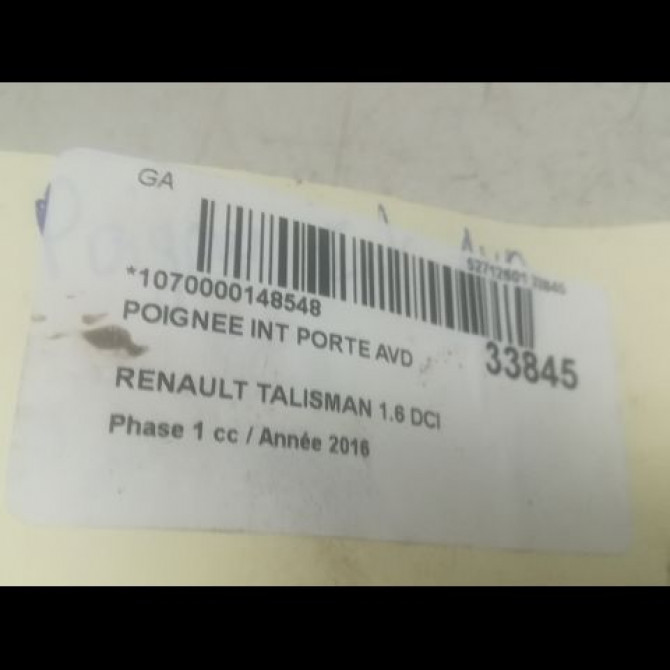 GA
*1070000148548
POIGNEE INT PORTE AVD
33845
RENAULT TALISMAN 1.6 DCI
Phase 1 cc / Année 2016